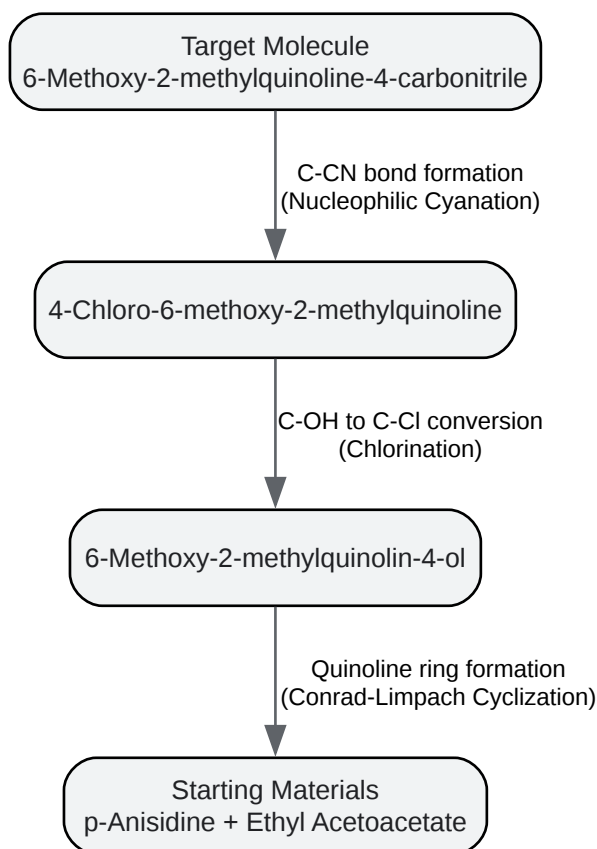 Target Molecule
6-Methoxy-2-methylquinoline-4-carbonitrile
C-CN bond formation
(Nucleophilic Cyanation)
4-Chloro-6-methoxy-2-methylquinoline
C-OH to C-Cl conversion
(Chlorination)
6-Methoxy-2-methylquinolin-4-ol
Quinoline ring formation
(Conrad-Limpach Cyclization)
Starting Materials
p-Anisidine + Ethyl Acetoacetate